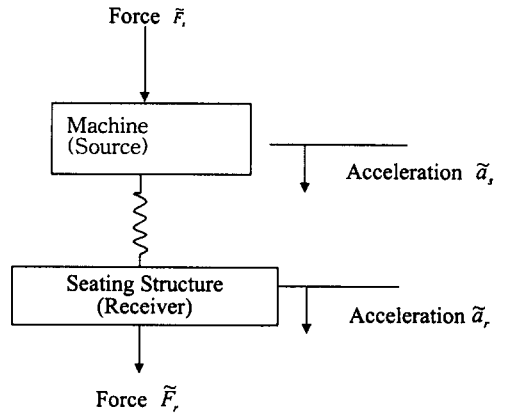 Force F̃ₛ
Machine
(Source)
Acceleration ãₛ
Seating Structure
(Receiver)
Acceleration ãᵣ
Force F̃ᵣ